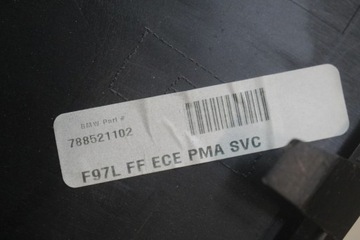 BMW Part #
788521102
F97L FF ECE PMA SVC